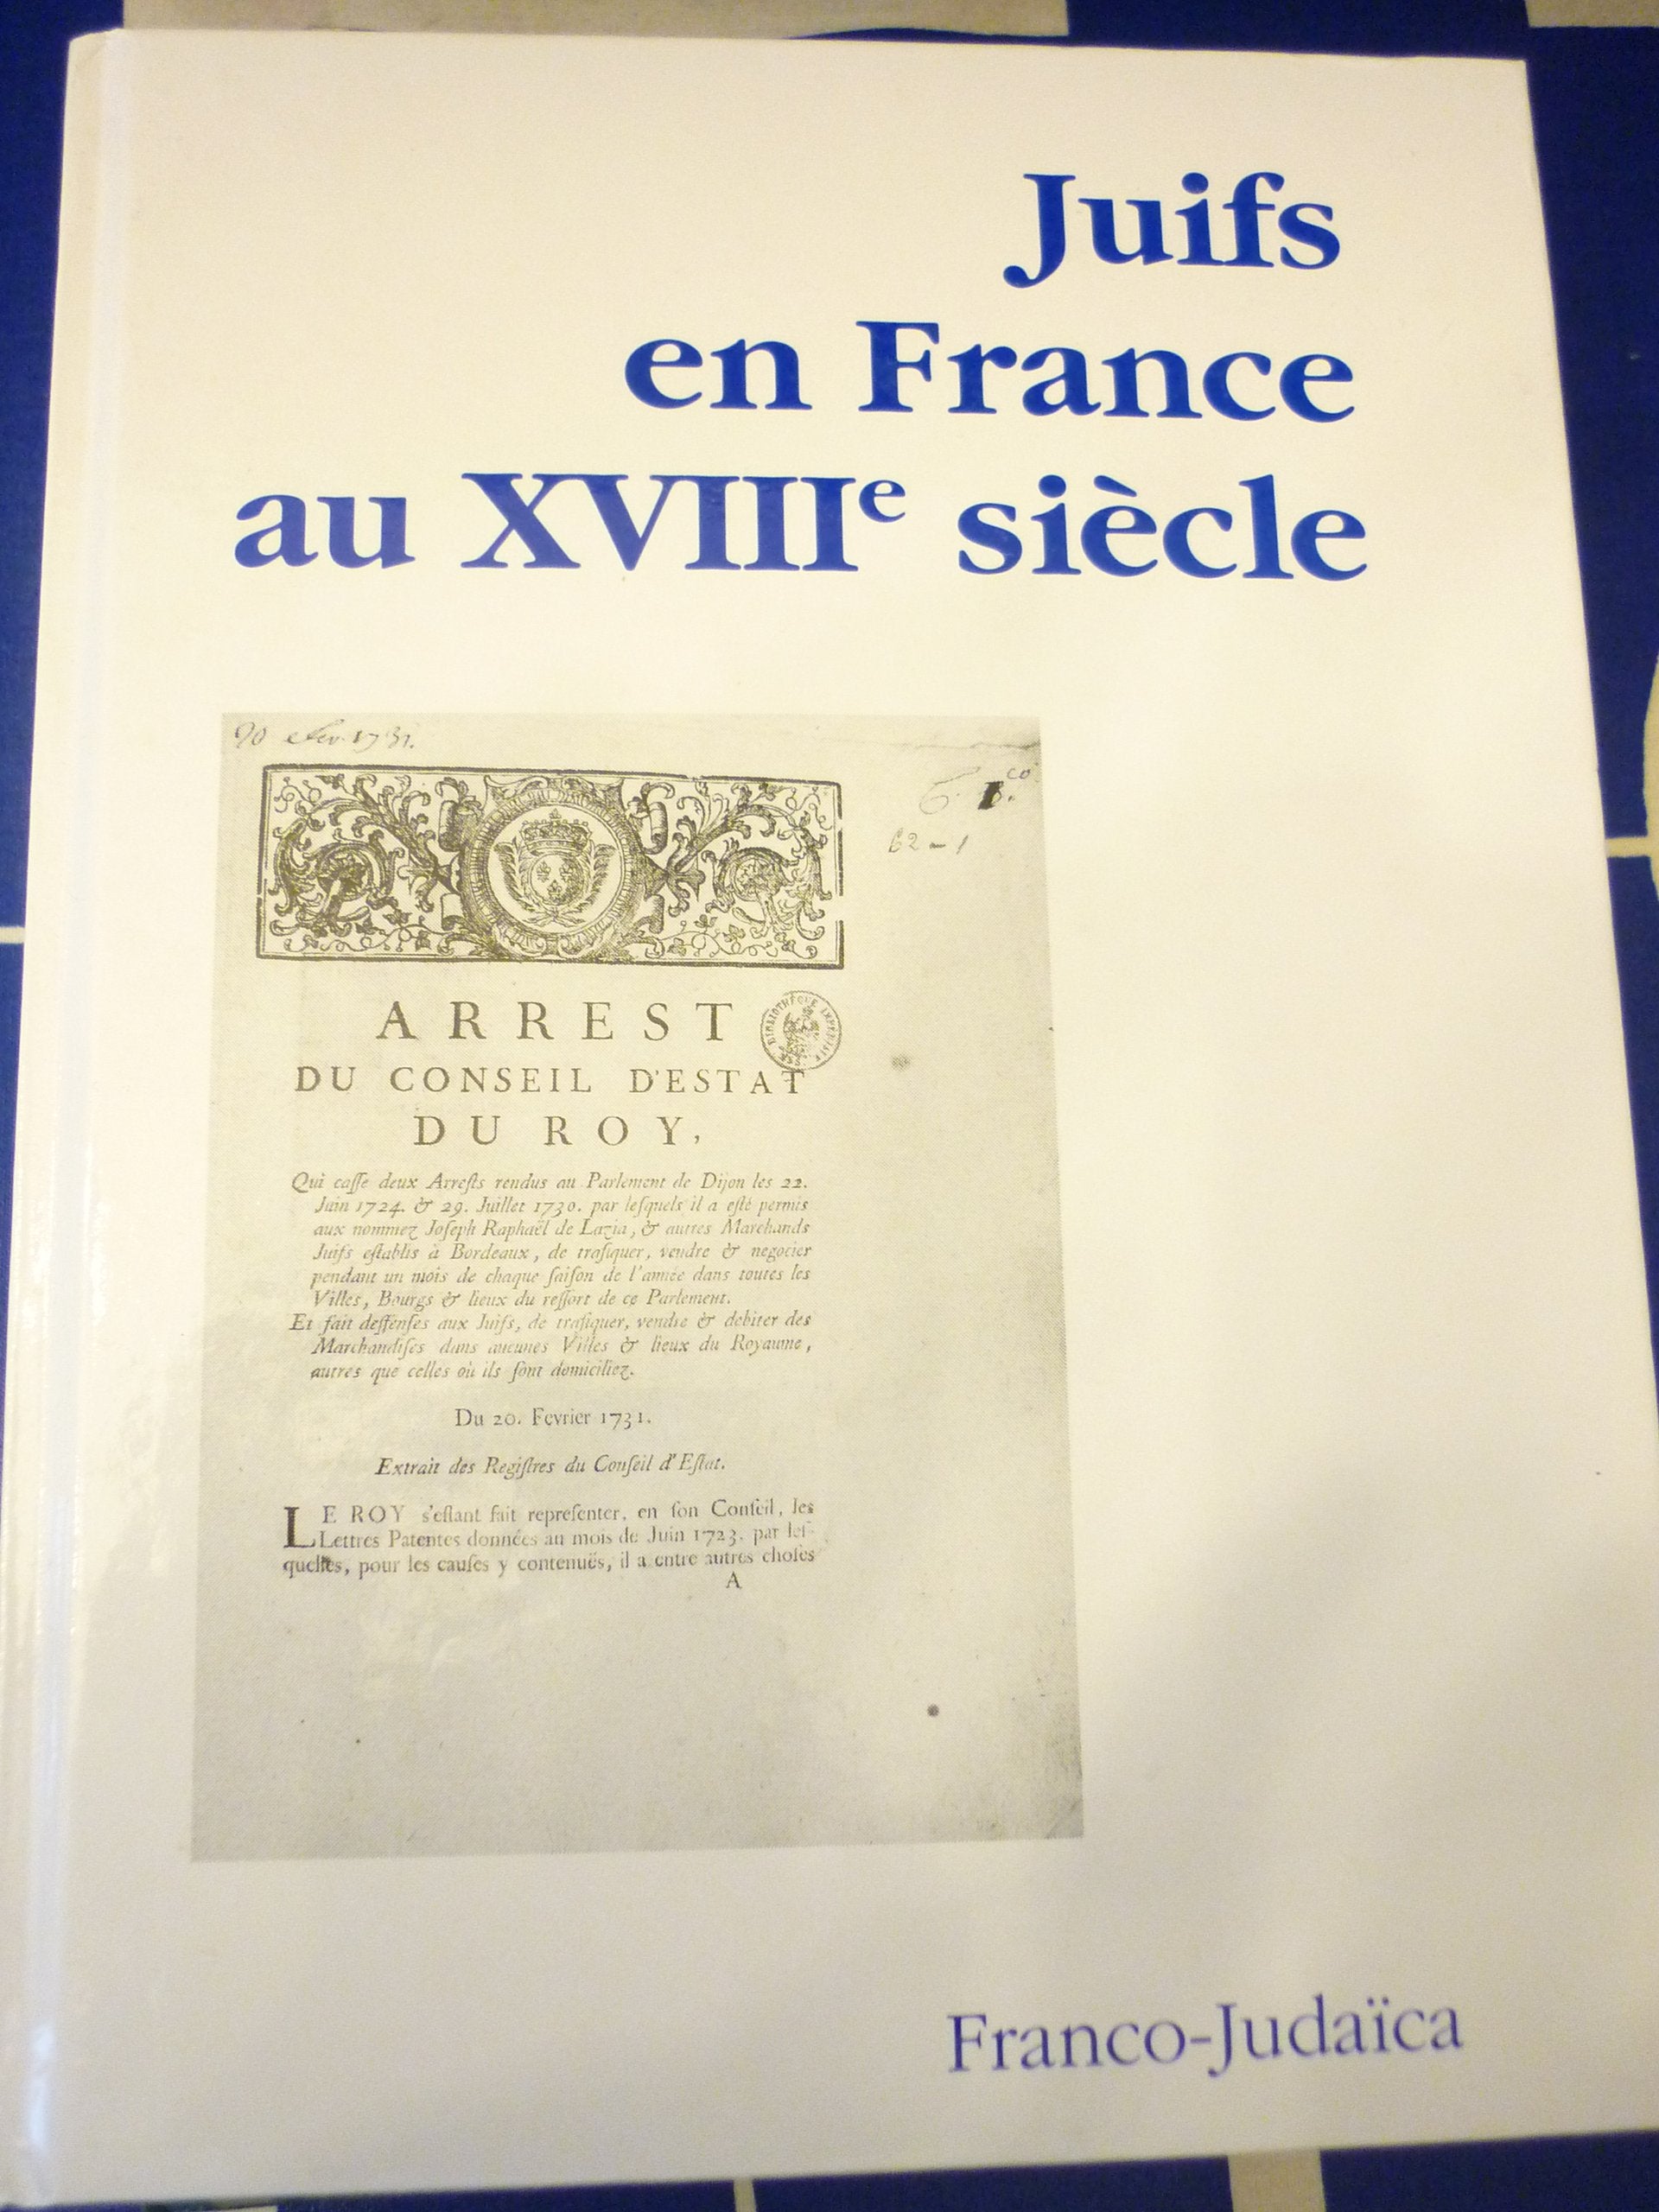 Juifs
en France
au XVIIIe siècle
20 1731.
62-1
ARREST
BIBLIOTHÈQUE IMPÉRIALE
DU CONSEIL D'ESTAT
DU ROY,
Qui caſſe deux Arreſts rendus au Parlement de Dijon les 22.
Juin 1724. & 29. Juillet 1730. par leſquels il a eſté permis
aux nommez Joſeph Raphaël de Lazia, & autres Marchands
Juifs eſtablis à Bordeaux, de trafiquer, vendre & negocier
pendant un mois de chaque ſaiſon de l'année dans toutes les
Villes, Bourgs & lieux du reſſort de ce Parlement.
Et fait deffenſes aux Juifs, de trafiquer, vendre & debiter des
Marchandiſes dans aucunes Villes & lieux du Royaume,
autres que celles où ils ſont domiciliez.
Du 20. Fevrier 1731.
Extrait des Regiſtres du Conſeil d'Eſtat.
LE ROY s'eſtant fait repreſenter, en ſon Conſeil, les
Lettres Patentes données au mois de Juin 1723. par leſ-
quelles, pour les cauſes y contenuës, il a entre autres choſes
A
Franco-Judaïca